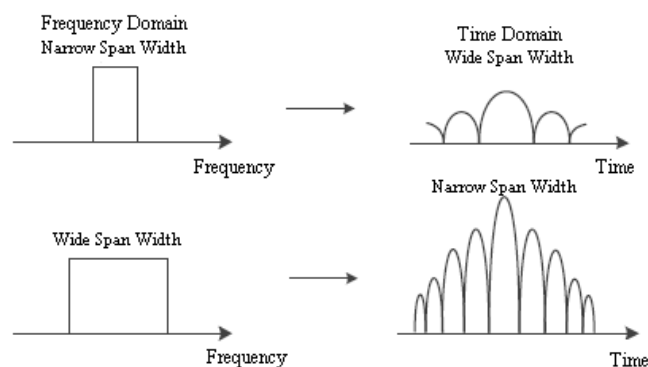 Frequency Domain
Narrow Span Width
Time Domain
Wide Span Width
Frequency
Time
Narrow Span Width
Wide Span Width
Frequency
Time